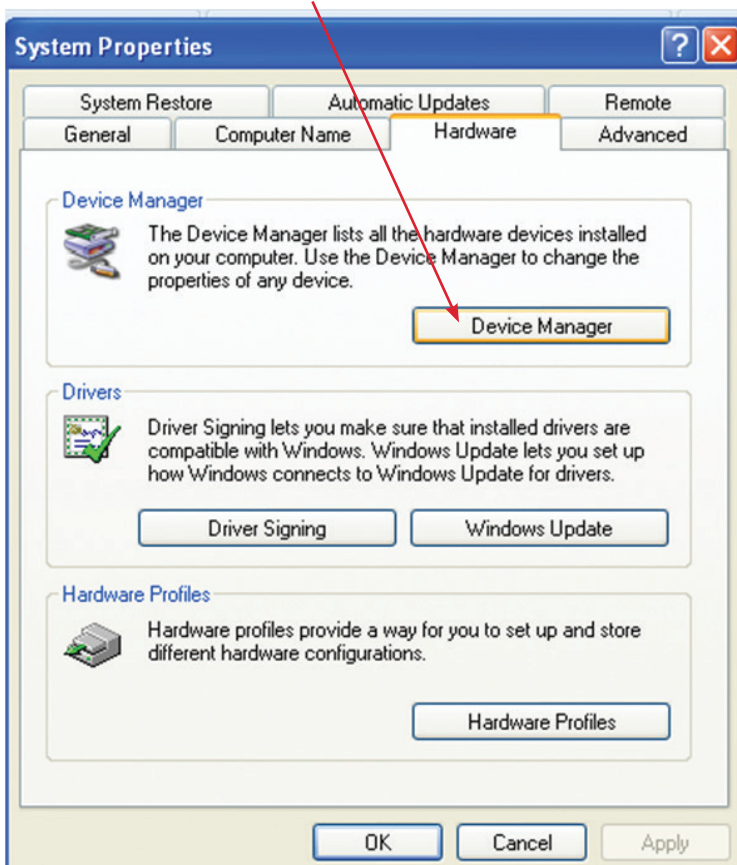 System Properties
System Restore Automatic Updates Remote
General Computer Name Hardware Advanced
Device Manager
The Device Manager lists all the hardware devices installed
on your computer. Use the Device Manager to change the
properties of any device.
Device Manager
Drivers
Driver Signing lets you make sure that installed drivers are
compatible with Windows. Windows Update lets you set up
how Windows connects to Windows Update for drivers.
Driver Signing Windows Update
Hardware Profiles
Hardware profiles provide a way for you to set up and store
different hardware configurations.
Hardware Profiles
OK Cancel Apply